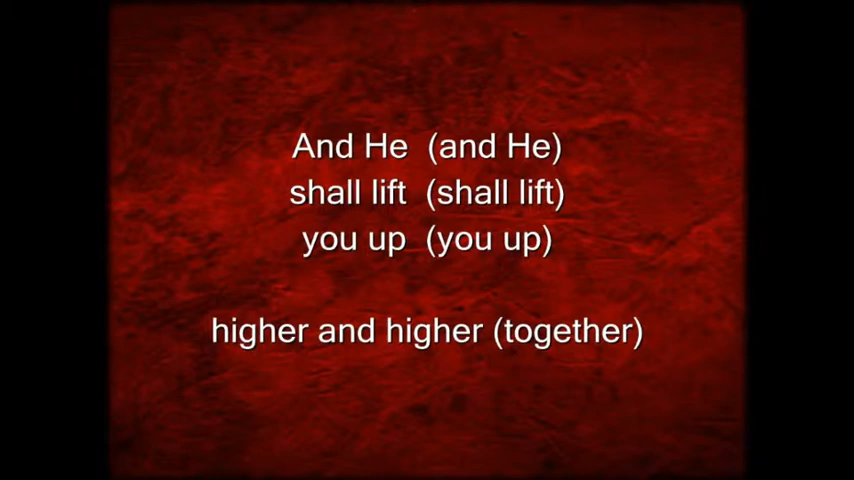 And He (and He)
shall lift (shall lift)
you up (you up)
higher and higher (together)